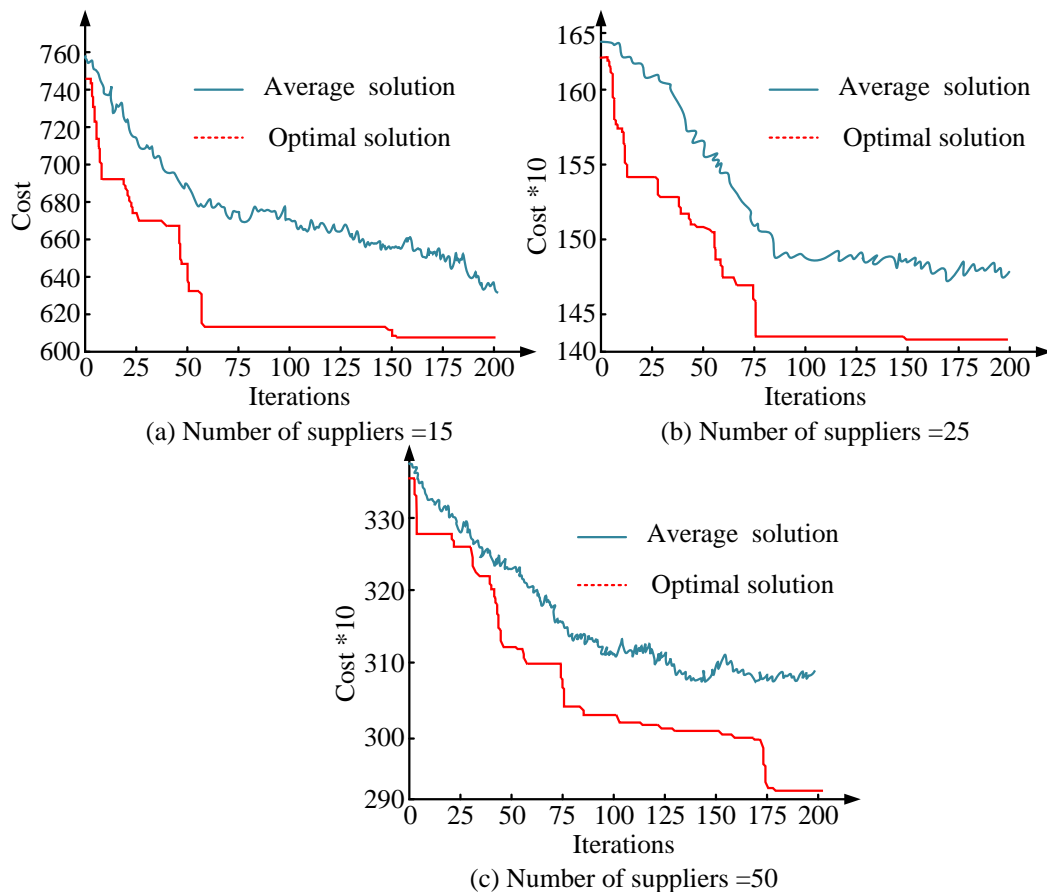 Cost
760
740
720
700
680
660
640
620
600
Average solution
Optimal solution
0 25 50 75 100 125 150 175 200
Iterations
(a) Number of suppliers =15
Cost *10
165
160
155
150
145
140
Average solution
Optimal solution
0 25 50 75 100 125 150 175 200
Iterations
(b) Number of suppliers =25
Cost *10
330
320
310
300
290
Average solution
Optimal solution
0 25 50 75 100 125 150 175 200
Iterations
(c) Number of suppliers =50